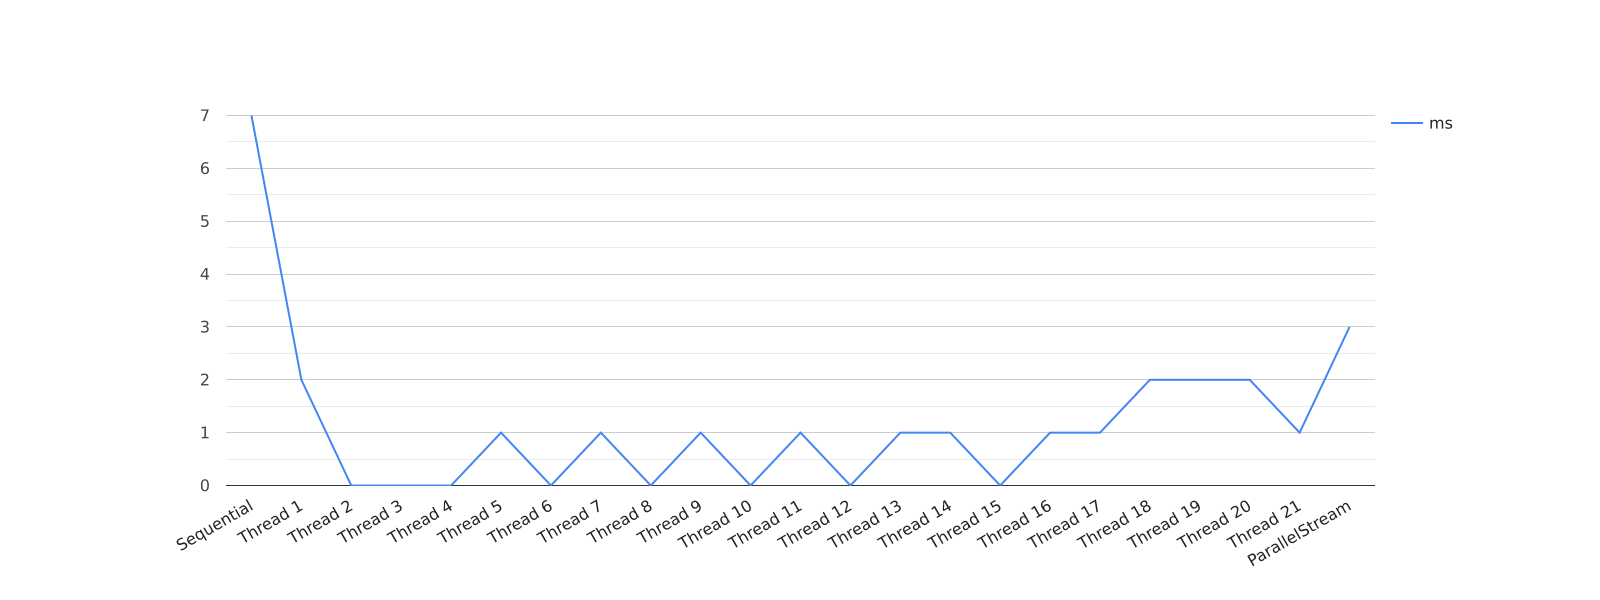 7
6
5
4
3
2
1
0
ms
Sequential
Thread 1
Thread 2
Thread 3
Thread 4
Thread 5
Thread 6
Thread 7
Thread 8
Thread 9
Thread 10
Thread 11
Thread 12
Thread 13
Thread 14
Thread 15
Thread 16
Thread 17
Thread 18
Thread 19
Thread 20
Thread 21
ParallelStream